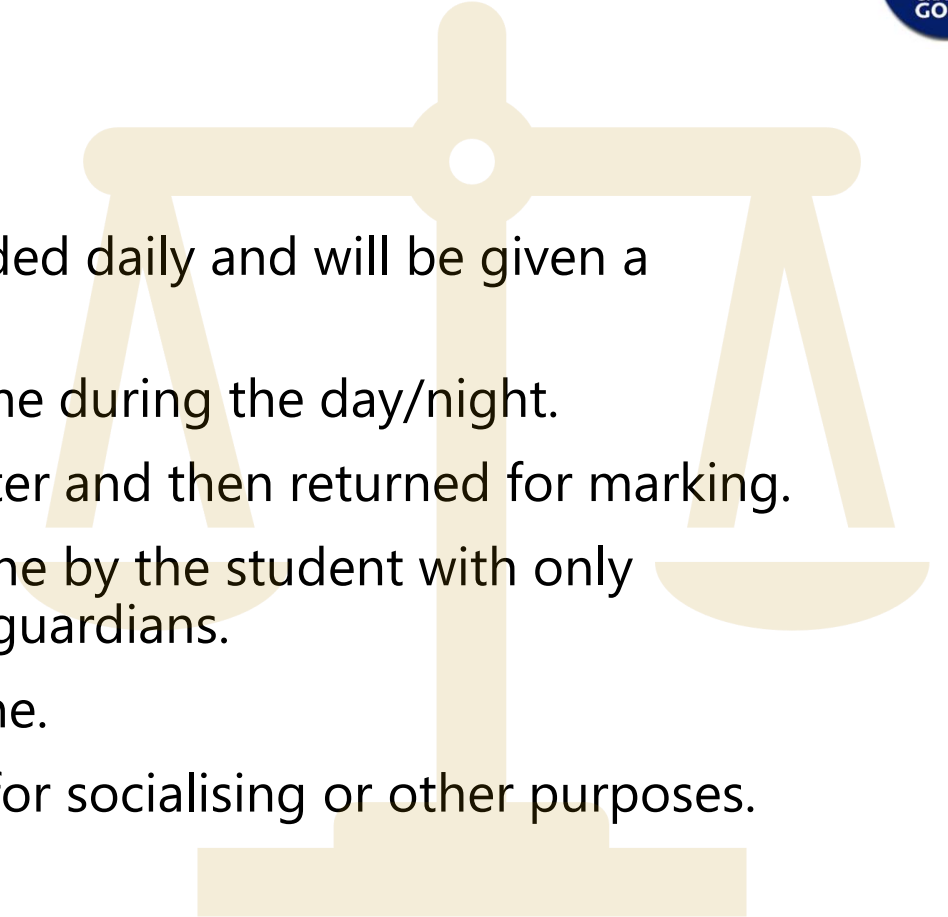 GO
ded daily and will be given a
ne during the day/night.
ter and then returned for marking.
ne by the student with only
guardians.
ne.
for socialising or other purposes.